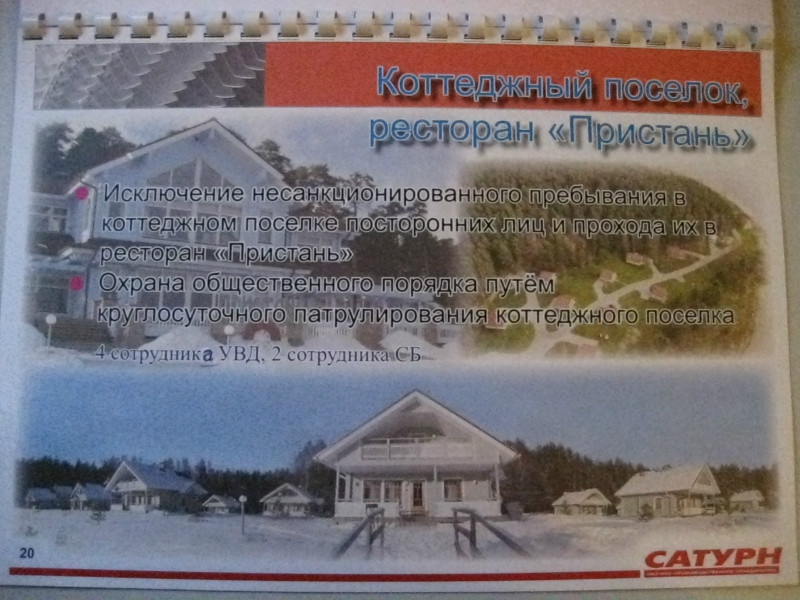 Коттеджный поселок,
ресторан «Пристань»
Исключение несанкционированного пребывания в
коттеджном поселке посторонних лиц и прохода их в
ресторан «Пристань»
Охрана общественного порядка путём
круглосуточного патрулирования коттеджного поселка
4 сотрудника УВД, 2 сотрудника СБ
20
САТУРН